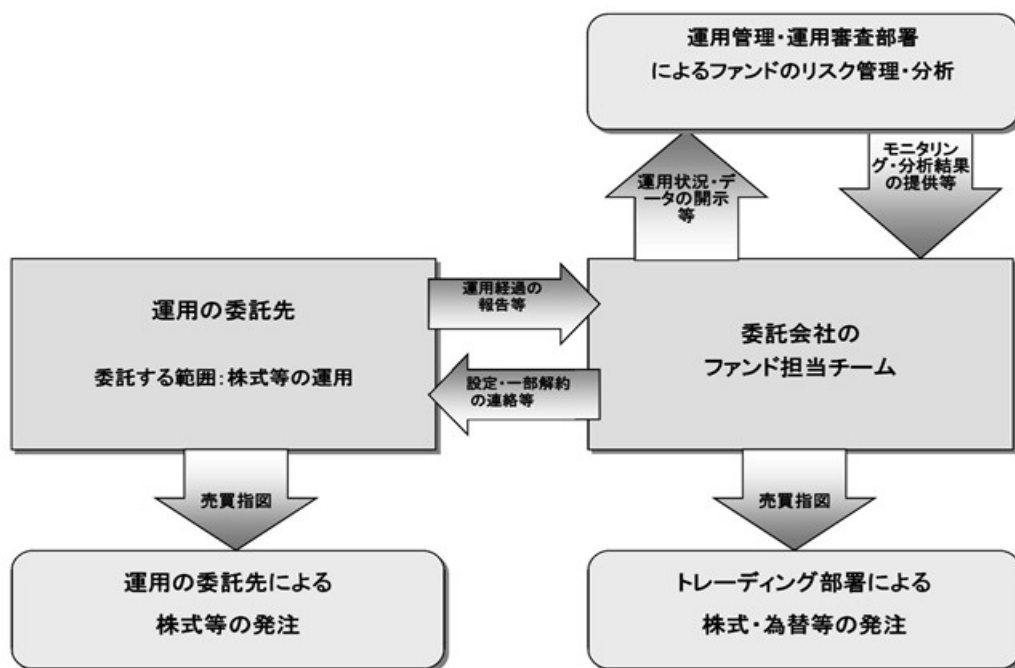 運用管理・運用審査部署
によるファンドのリスク管理・分析
運用状況・デ
ータの開示
等
モニタリン
グ・分析結果
の提供等
運用の委託先
委託する範囲:株式等の運用
運用経過の
報告等
設定・一部解約
の連絡等
委託会社の
ファンド担当チーム
売買指図
売買指図
運用の委託先による
株式等の発注
トレーディング部署による
株式・為替等の発注